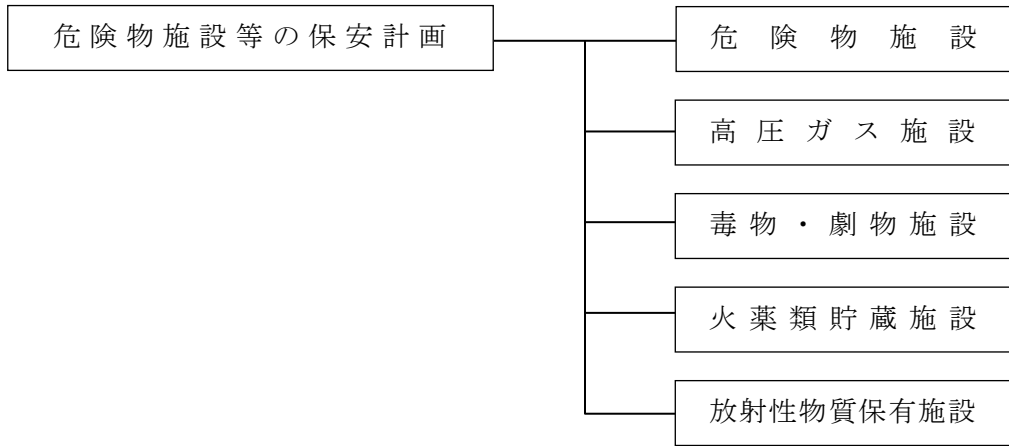 危険物施設等の保安計画
危険物施設
高圧ガス施設
毒物・劇物施設
火薬類貯蔵施設
放射性物質保有施設